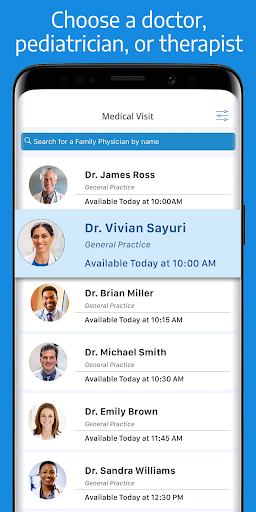 Choose a doctor,
pediatrician, or therapist
Medical Visit
Search for a Family Physician by name
Dr. James Ross
General Practice
Available Today at 10:00AM
Dr. Vivian Sayuri
General Practice
Available Today at 10:00 AM
Dr. Brian Miller
General Practice
Available Today at 10:15 AM
Dr. Michael Smith
General Practice
Available Today at 10:30 AM
Dr. Emily Brown
General Practice
Available Today at 11:45 AM
Dr. Sandra Williams
General Practice
Available Today at 12:30 PM